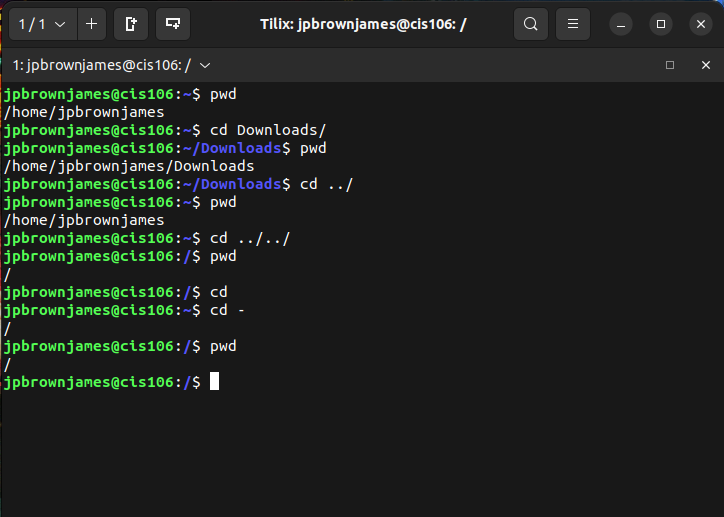 1 / 1
Tilix: jpbrownjames@cis106: /
1: jpbrownjames@cis106: /
jpbrownjames@cis106:~$ pwd
/home/jpbrownjames
jpbrownjames@cis106:~$ cd Downloads/
jpbrownjames@cis106:~/Downloads$ pwd
/home/jpbrownjames/Downloads
jpbrownjames@cis106:~/Downloads$ cd ../
jpbrownjames@cis106:~$ pwd
/home/jpbrownjames
jpbrownjames@cis106:~$ cd ../../
jpbrownjames@cis106:/$ pwd
/
jpbrownjames@cis106:/$ cd
jpbrownjames@cis106:~$ cd -
/
jpbrownjames@cis106:/$ pwd
/
jpbrownjames@cis106:/$